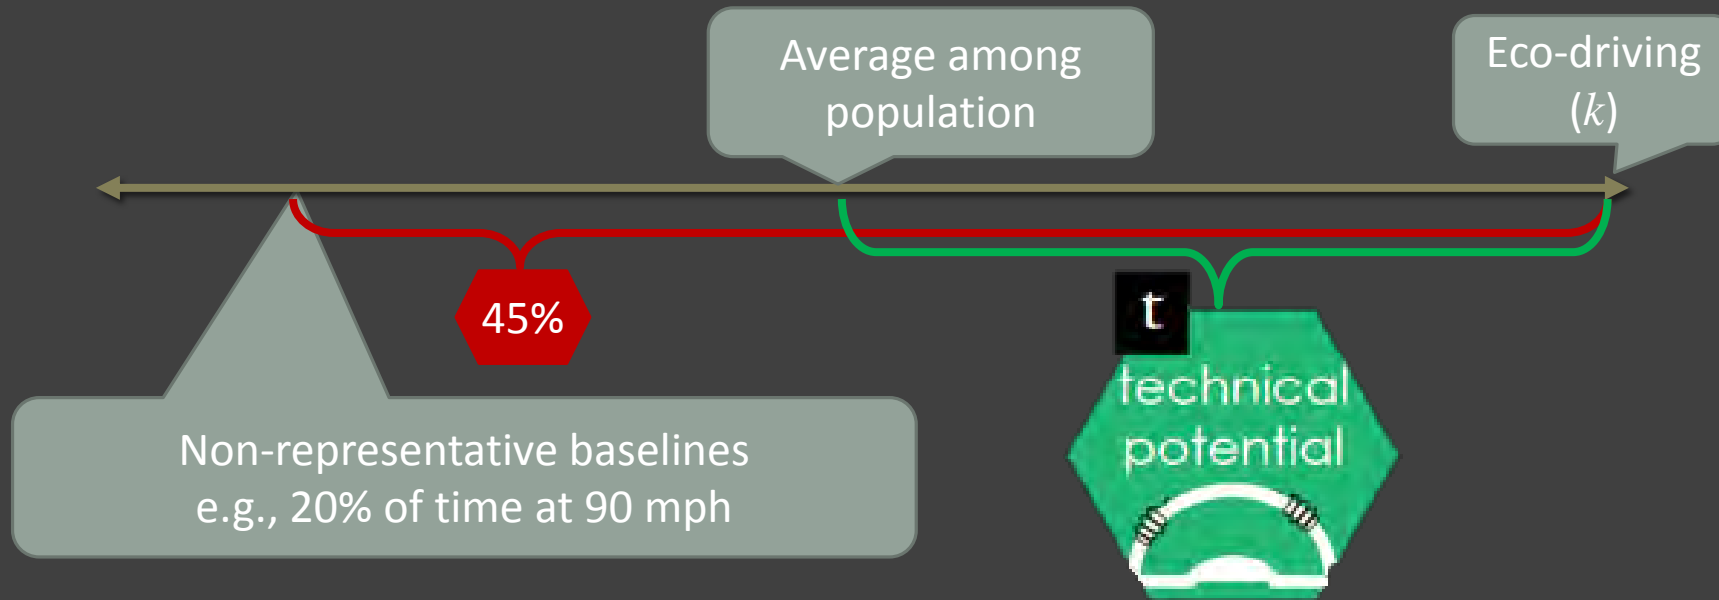 Average among
population
Eco-driving
(k)
45%
t
technical
potential
Non-representative baselines
e.g., 20% of time at 90 mph